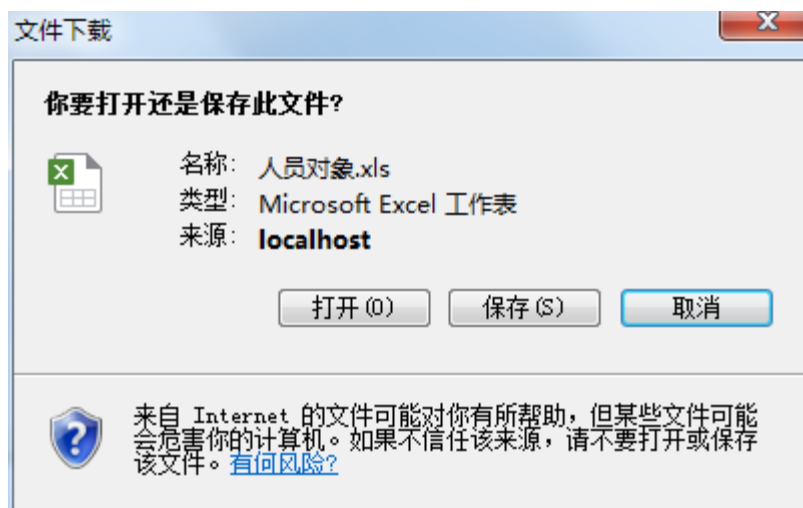 文件下载
你要打开还是保存此文件?
名称: 人员对象.xls
类型: Microsoft Excel 工作表
来源: localhost
打开(O) 保存(S) 取消
来自 Internet 的文件可能对你有所帮助，但某些文件可能
会危害你的计算机。如果不信任该来源，请不要打开或保存
该文件。有何风险?